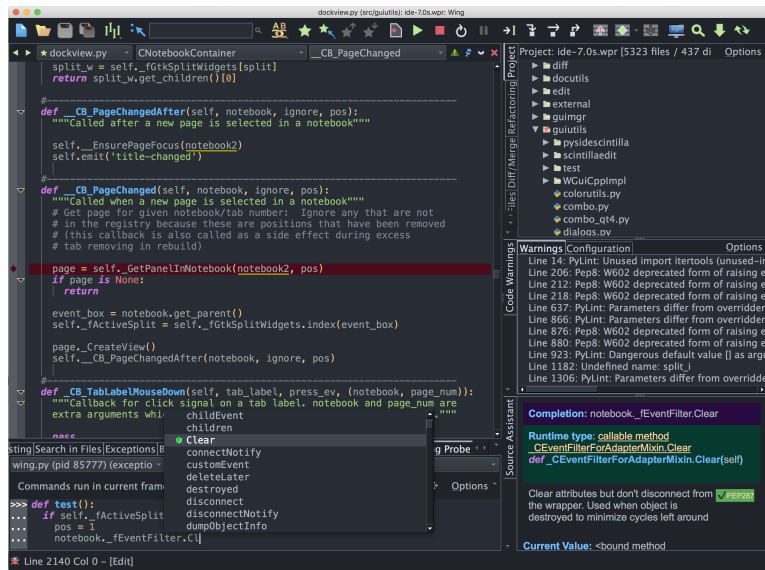 dockview.py (src/guiutils): ide-7.0s.wpr: Wing
dockview.py
CNotebookContainer
__CB_PageChanged
split_w = self._fGtkSplitWidgets[split]
return split_w.get_children()[0]
#
def __CB_PageChangedAfter(self, notebook, ignore, pos):
"""Called after a new page is selected in a notebook"""
self.__EnsurePageFocus(notebook2)
self.emit('title-changed')
#
def __CB_PageChanged(self, notebook, ignore, pos):
"""Called when a new page is selected in a notebook"""
# Get page for given notebook/tab number:  Ignore any that are not
# in the registry because these are positions that have been removed
# (this callback is also called as a side effect during excess
# tab removing in rebuild)
page = self._GetPanelInNotebook(notebook2, pos)
if page is None:
return
event_box = notebook.get_parent()
self._fActiveSplit = self._fGtkSplitWidgets.index(event_box)
page._CreateView()
self.__CB_PageChangedAfter(notebook, ignore, pos)
#
def _CB_TabLabelMouseDown(self, tab_label, press_ev, (notebook, page_num)):
"""Callback for click signal on a tab label. notebook and page_num are
extra arguments whi
."""
pass
childEvent
children
Clear
connectNotify
customEvent
deleteLater
destroyed
disconnect
disconnectNotify
dumpObjectInfo
sting
Search in Files
Exceptions
B
g Probe
wing.py (pid 85777) (exceptio
Commands run in current fram
Options
>>> def test():
... if self._fActiveSplit
... pos = 1
... notebook._fEventFilter.Cl
Line 2140 Col 0 – [Edit]
Project
Refactoring
Diff/Merge
Files
Project: ide-7.0s.wpr [5323 files / 437 di
Options
diff
docutils
edit
external
guimgr
guiutils
pysidescintilla
scintillaedit
test
WGuiCppImpl
colorutils.py
combo.py
combo_qt4.py
dialogs.py
Code Warnings
Warnings
Configuration
Options
Line 14: PyLint: Unused import itertools (unused-i
Line 206: Pep8: W602 deprecated form of raising e
Line 212: Pep8: W602 deprecated form of raising e
Line 218: Pep8: W602 deprecated form of raising e
Line 637: PyLint: Parameters differ from overridden
Line 866: PyLint: Parameters differ from overridden
Line 876: Pep8: W602 deprecated form of raising e
Line 880: Pep8: W602 deprecated form of raising e
Line 923: PyLint: Dangerous default value [] as argu
Line 1182: Undefined name: split_i
Line 1306: PyLint: Parameters differ from overridde
Source Assistant
Completion: notebook._fEventFilter.Clear
Runtime type: callable method
_CEventFilterForAdapterMixin.Clear
def _CEventFilterForAdapterMixin.Clear(self)
Clear attributes but don't disconnect from
PEP287
the wrapper. Used when object is
destroyed to minimize cycles left around
Current Value: <bound method